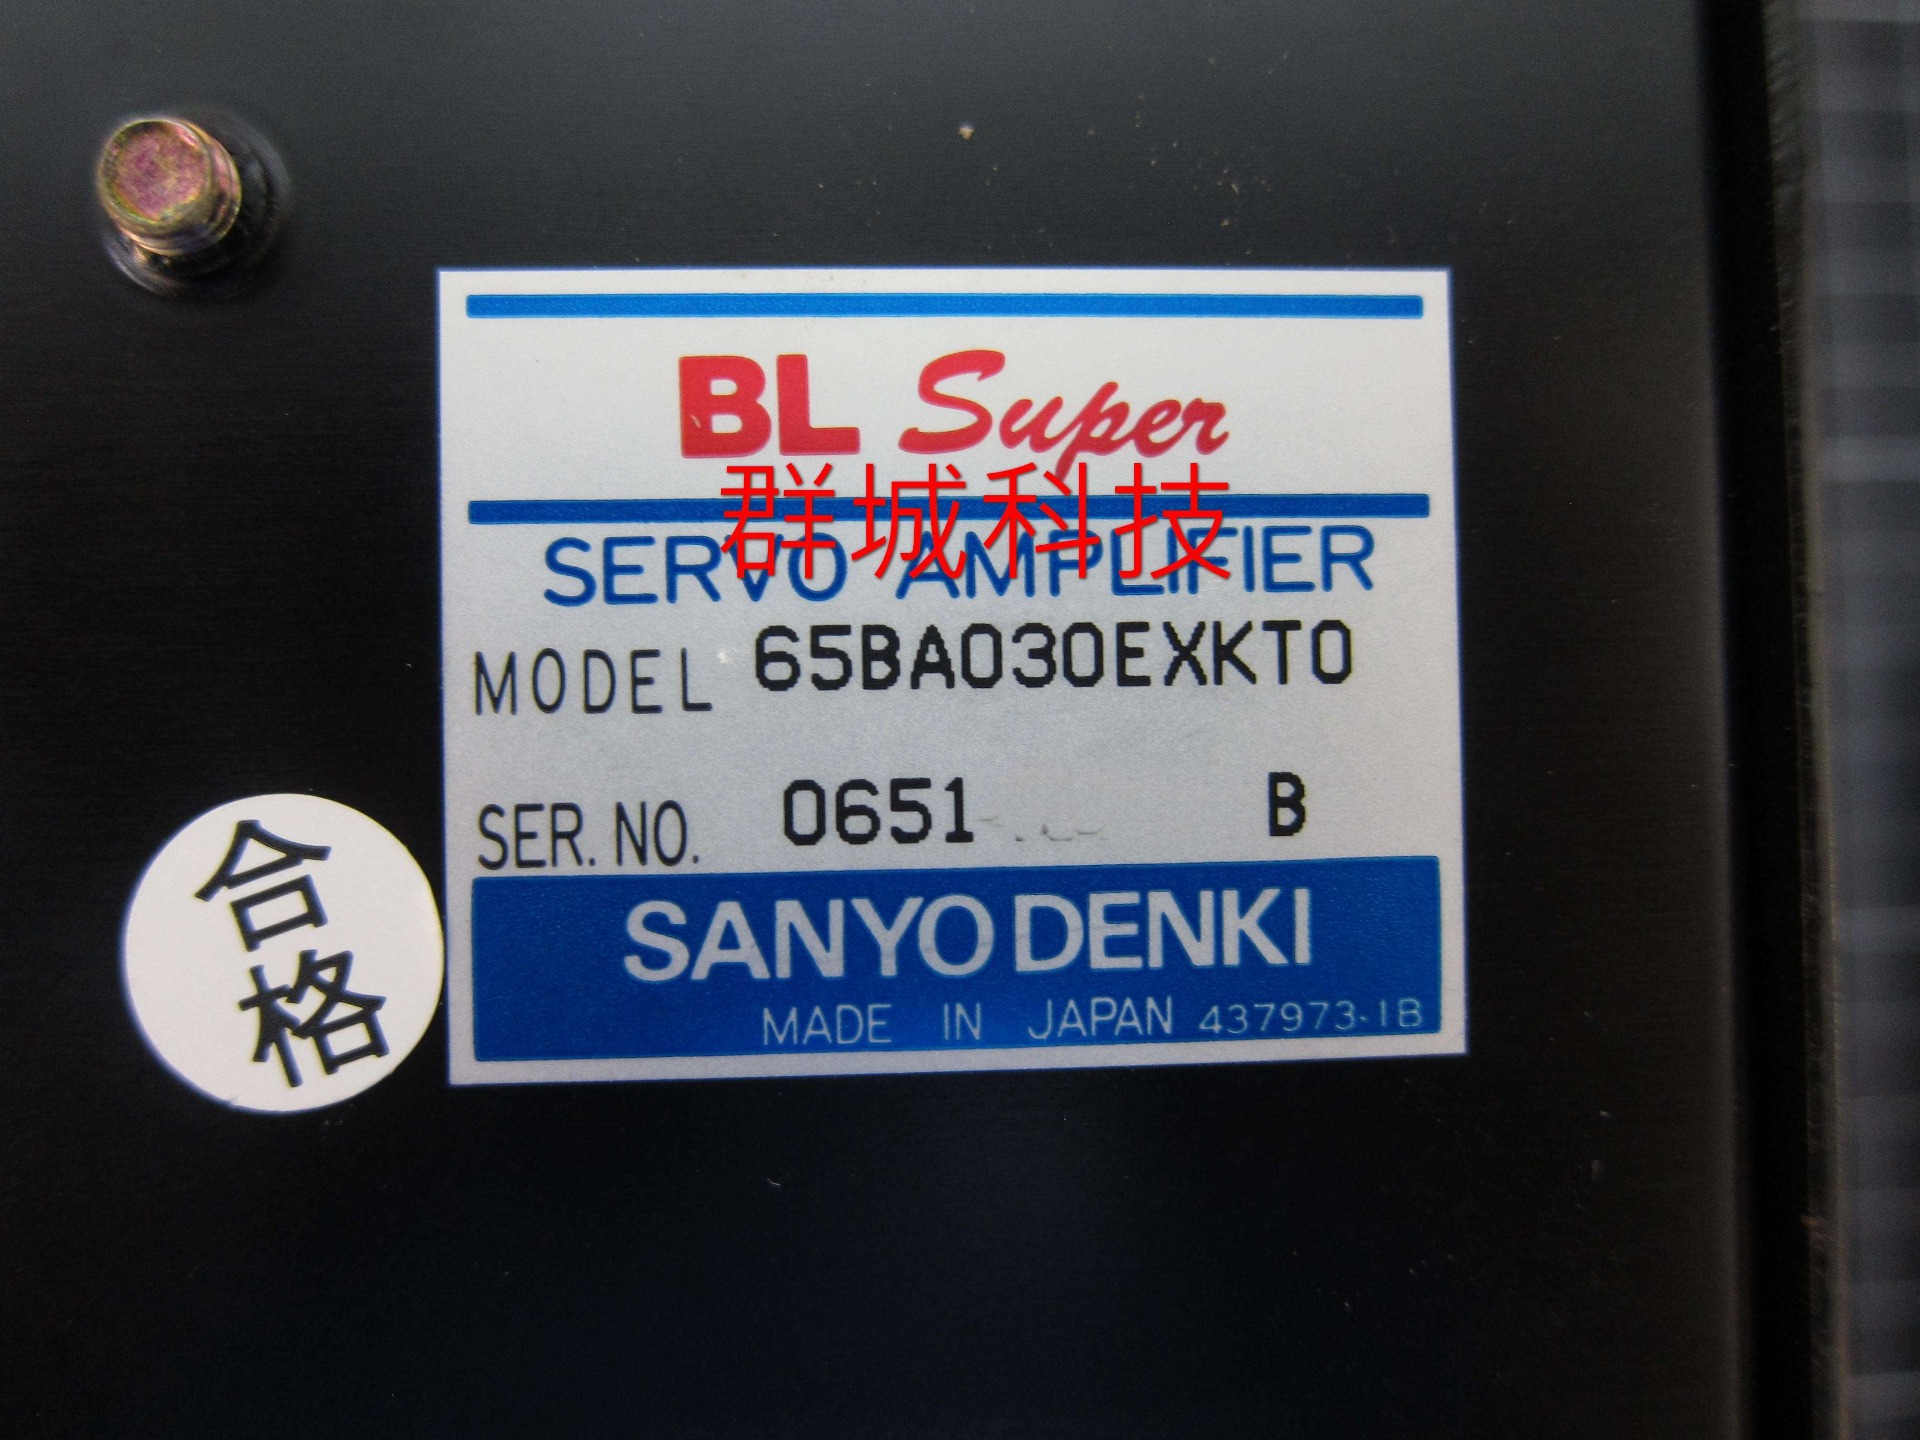 BL Super
群城科技
SERVO AMPLIFIER
MODEL 65BA030EXKT0
SER. NO. 0651 B
合格
SANYO DENKI
MADE IN JAPAN 437973-1B